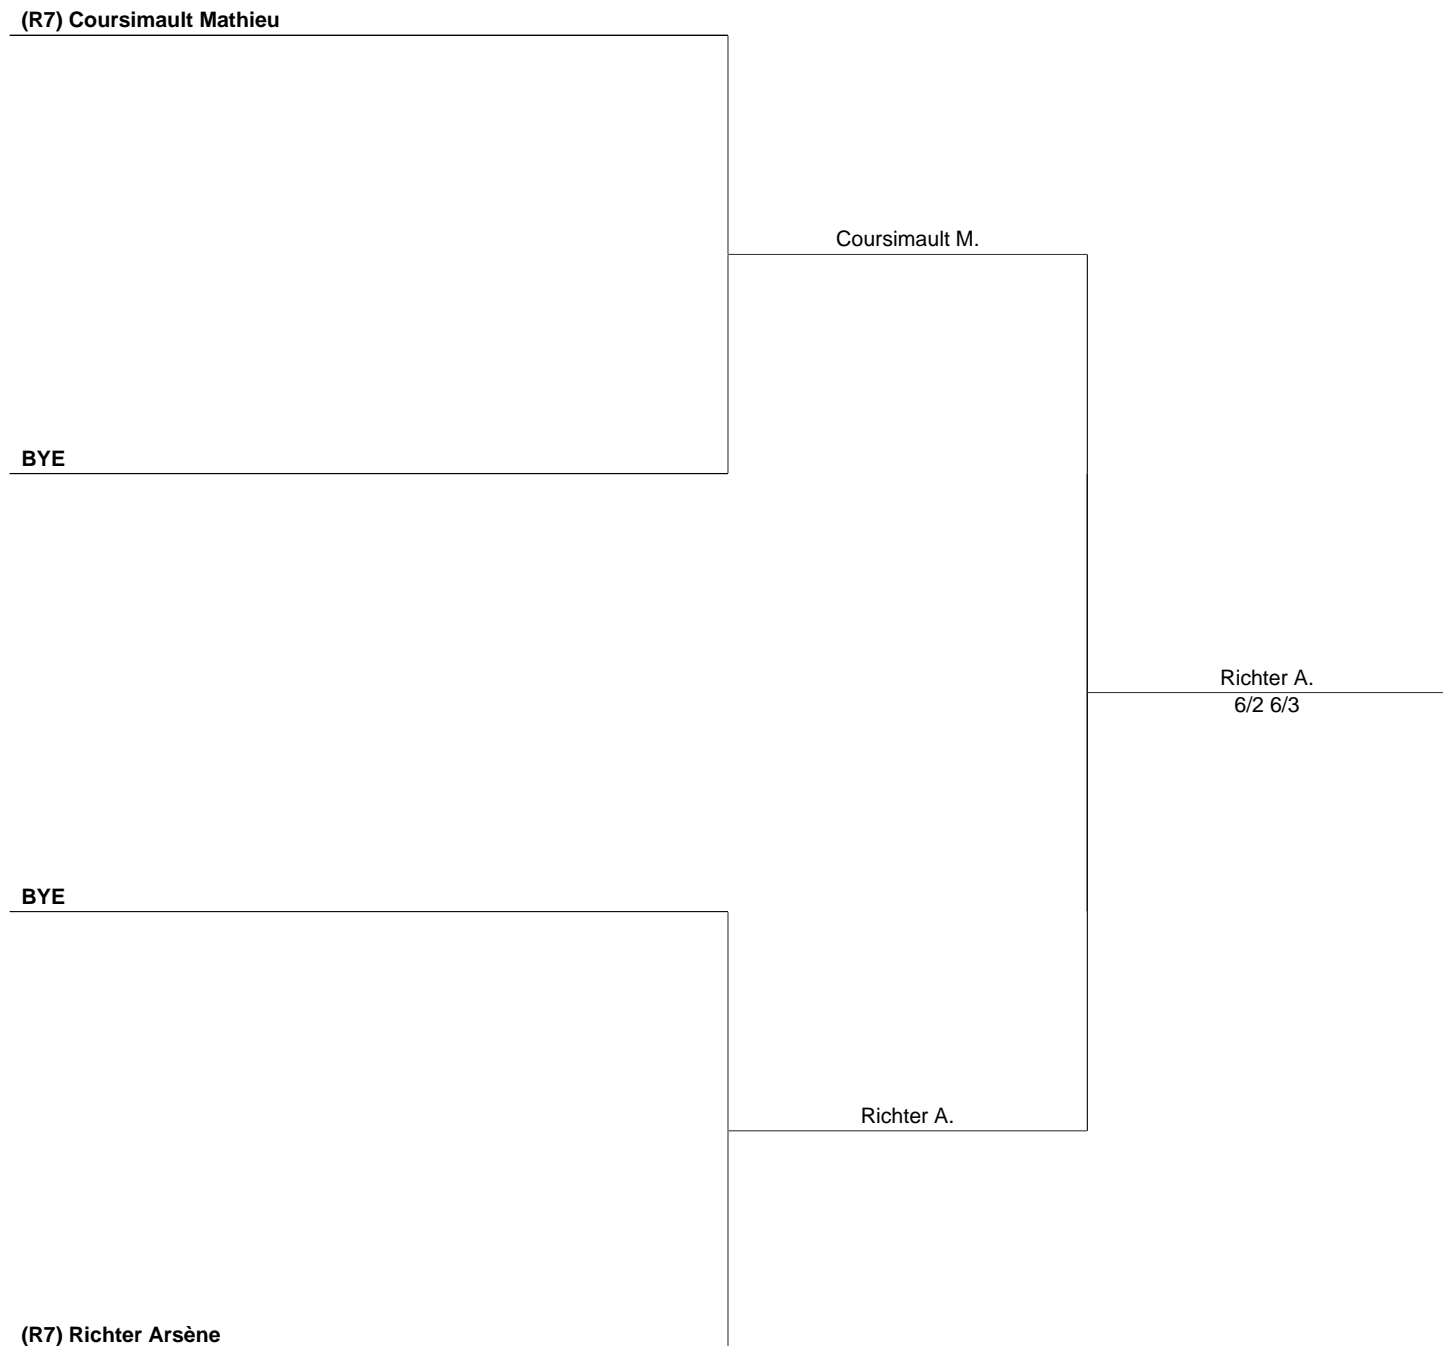 (R7) Coursimault Mathieu
Coursimault M.
BYE
Richter A.
6/2 6/3
BYE
Richter A.
(R7) Richter Arsène